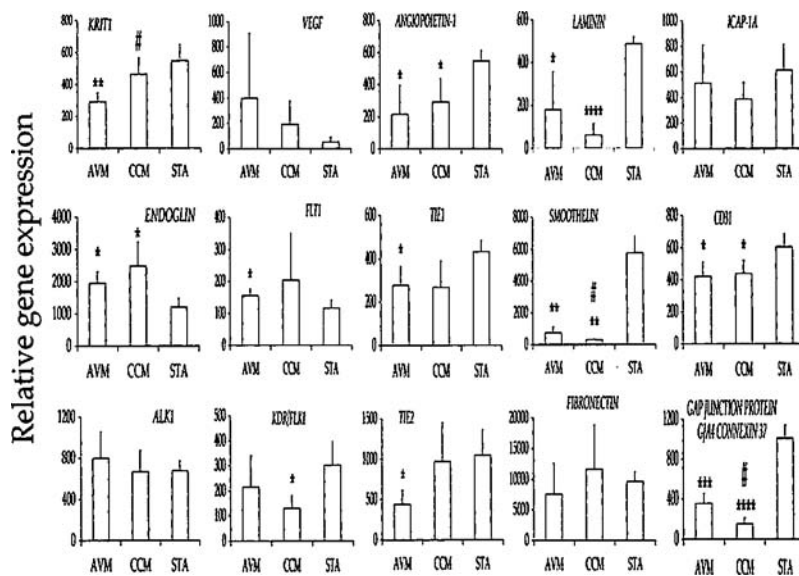 Relative gene expression
KRIT1
800
600
400
200
0
**
#
AVM CCM STA
VEGF
1000
800
600
400
200
0
AVM CCM STA
ANGIOPOIETIN-1
800
600
400
200
0
*
*
AVM CCM STA
LAMININ
600
400
200
0
*
****
AVM CCM STA
ICAP-1A
1000
800
600
400
200
0
AVM CCM STA
ENDOGLIN
4000
3000
2000
1000
0
*
*
AVM CCM STA
FLT1
400
300
200
100
0
*
AVM CCM STA
TIE1
600
400
200
0
*
AVM CCM STA
SMOOTHELIN
8000
6000
4000
2000
0
**
##
**
AVM CCM STA
CD31
800
600
400
200
0
*
*
AVM CCM STA
ALK1
1200
800
400
0
AVM CCM STA
KDR/FLK1
500
400
300
200
100
0
*
AVM CCM STA
TIE2
1500
1000
500
0
*
AVM CCM STA
FIBRONECTIN
20000
15000
10000
5000
0
AVM CCM STA
GAP JUNCTION PROTEIN
GJA4 CONNEXIN 37
1200
800
400
0
***
****
AVM CCM STA